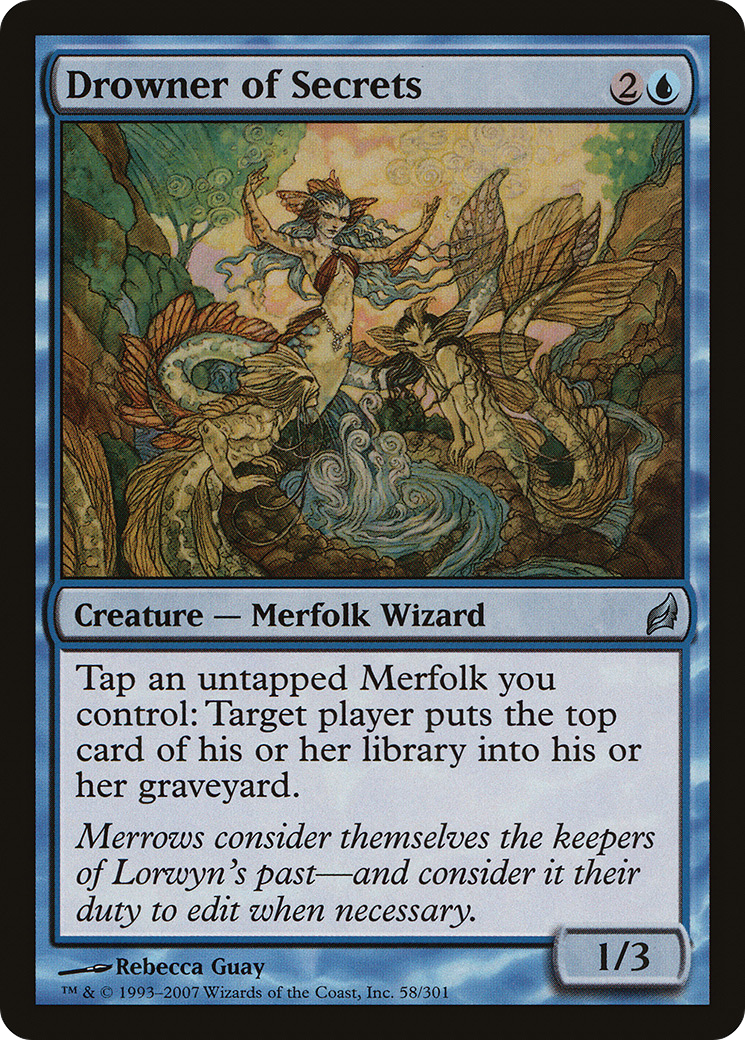 Drowner of Secrets 2
Creature — Merfolk Wizard
Tap an untapped Merfolk you
control: Target player puts the top
card of his or her library into his or
her graveyard.
Merrows consider themselves the keepers
of Lorwyn's past—and consider it their
duty to edit when necessary.
1/3
Rebecca Guay
™ & © 1993–2007 Wizards of the Coast, Inc. 58/301